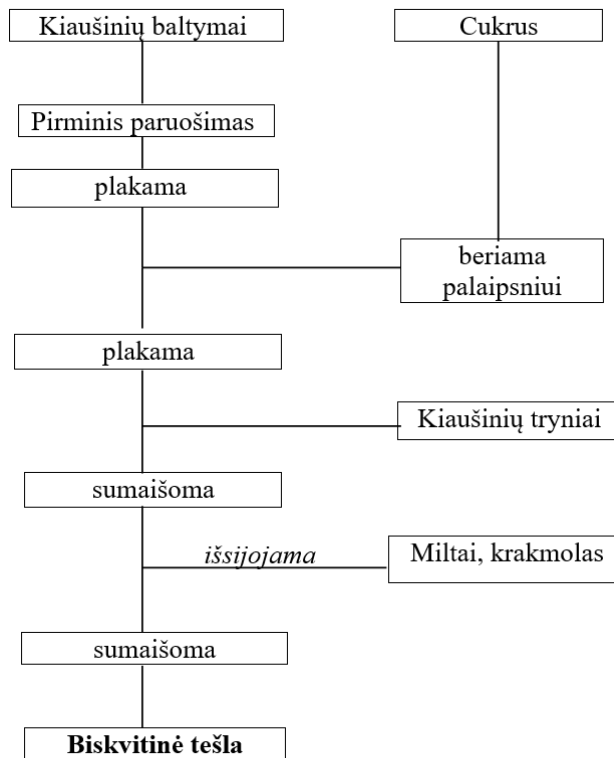 Kiaušinių baltymai
Cukrus
Pirminis paruošimas
plakama
beriama
palaipsniui
plakama
Kiaušinių tryniai
sumaišoma
išsijojama
Miltai, krakmolas
sumaišoma
Biskvitinė tešla